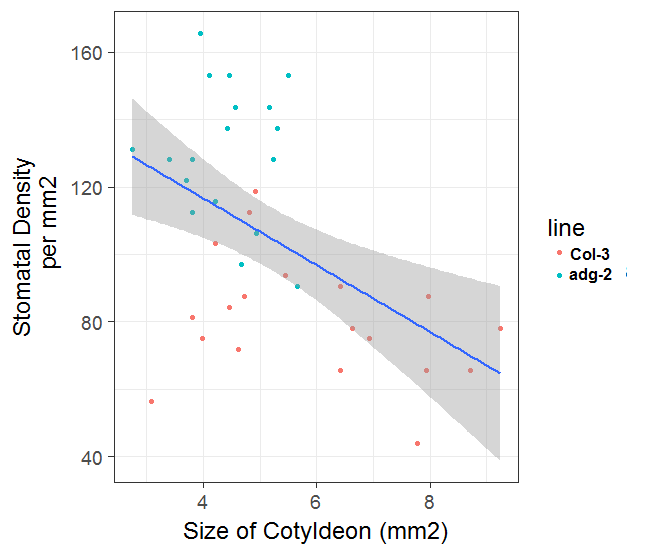 160
120
80
40
Stomatal Density
per mm2
4
6
8
Size of Cotyldeon (mm2)
line
Col-3
adg-2